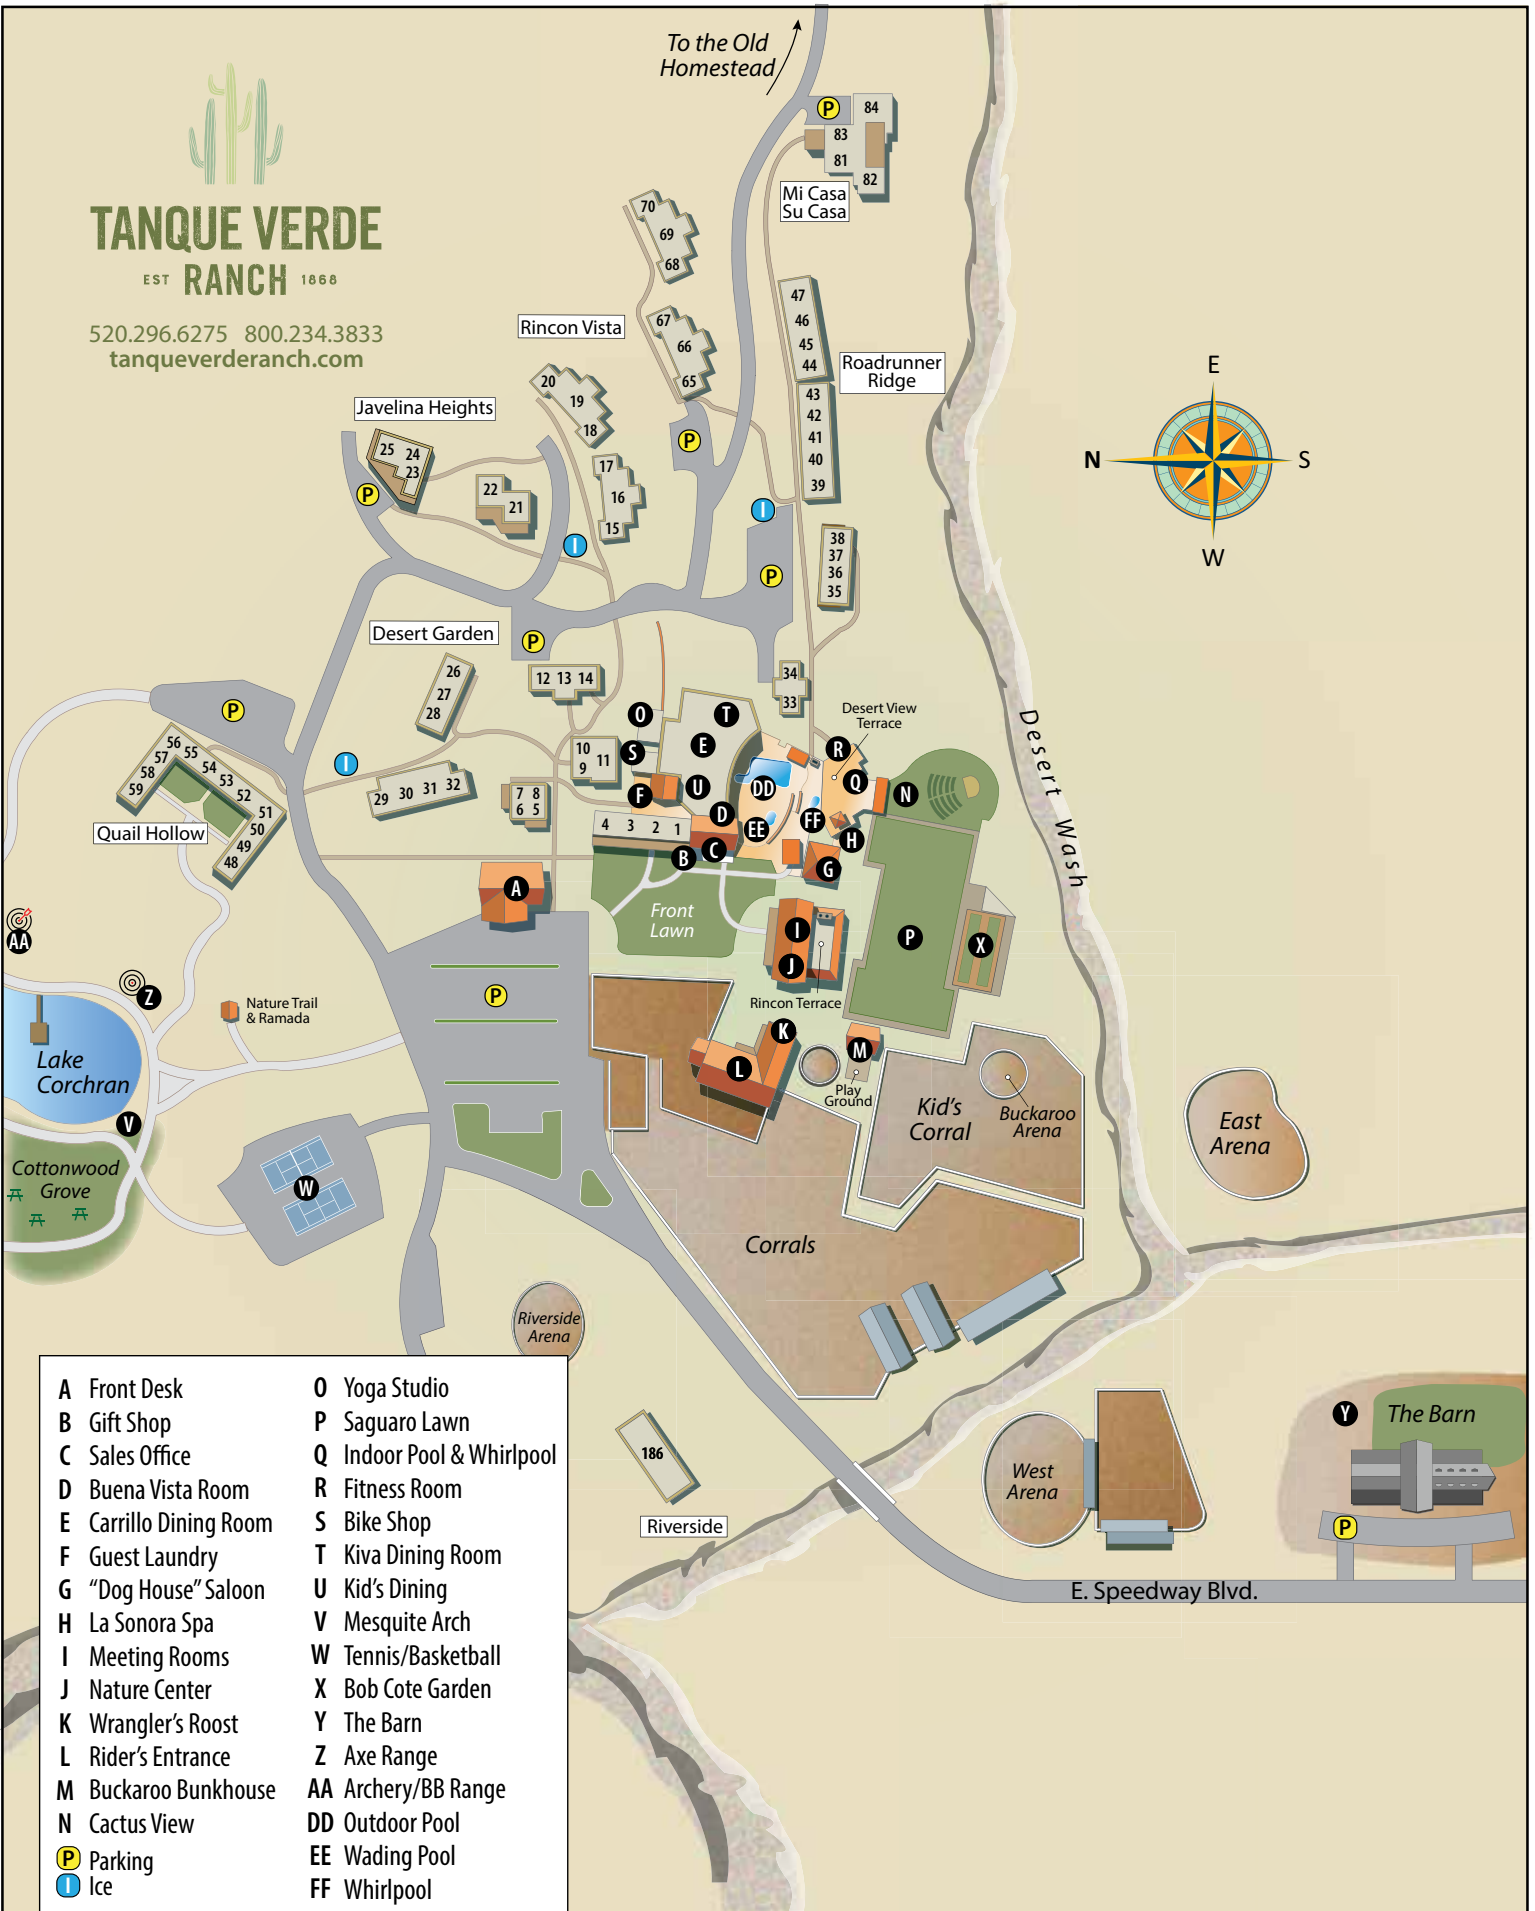 To the Old
Homestead
TANQUE VERDE
EST RANCH 1868
520.296.6275 800.234.3833
tanqueverderanch.com
P
84
83
81
82
Mi Casa
Su Casa
70
69
68
67
66
65
Rincon Vista
47
46
45
44
Roadrunner
Ridge
43
42
41
40
39
20
19
18
Javelina Heights
25 24
23
22
21
17
16
15
P
P
I
I
P
38
37
36
35
E
N S
W
Desert Garden
P
26
27
28
12 13 14
34
33
P
I
56
57 55
58 54
59 53
52
51
50
49
48
Quail Hollow
29 30 31 32
10
9 11
7 8
6 5
4 3 2 1
O
T
S
E
U
F
D
B
C
DD
EE
FF
Desert View
Terrace
R
Q
N
H
G
A
Front
Lawn
I
J
Rincon Terrace
P
X
Desert Wash
AA
Z
Nature Trail
& Ramada
P
Lake
Corchran
V
Cottonwood
Grove
W
K
L
M
Play
Ground
Kid's
Corral
Buckaroo
Arena
East
Arena
Corrals
Riverside
Arena
186
Riverside
West
Arena
Y
The Barn
P
E. Speedway Blvd.
A Front Desk
B Gift Shop
C Sales Office
D Buena Vista Room
E Carrillo Dining Room
F Guest Laundry
G “Dog House” Saloon
H La Sonora Spa
I Meeting Rooms
J Nature Center
K Wrangler’s Roost
L Rider’s Entrance
M Buckaroo Bunkhouse
N Cactus View
P Parking
I Ice
O Yoga Studio
P Saguaro Lawn
Q Indoor Pool & Whirlpool
R Fitness Room
S Bike Shop
T Kiva Dining Room
U Kid’s Dining
V Mesquite Arch
W Tennis/Basketball
X Bob Cote Garden
Y The Barn
Z Axe Range
AA Archery/BB Range
DD Outdoor Pool
EE Wading Pool
FF Whirlpool